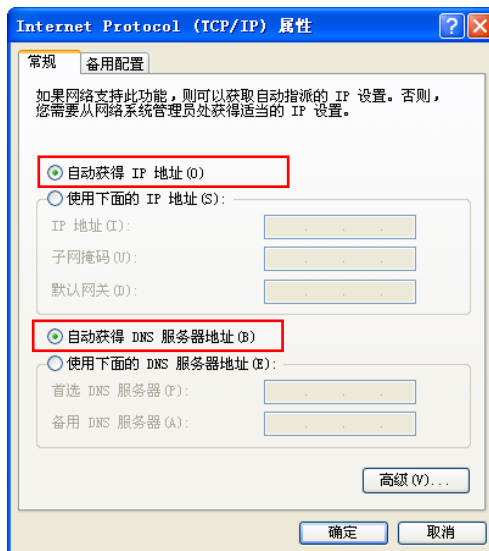 Internet Protocol (TCP/IP) 属性
常规 备用配置
如果网络支持此功能，则可以获取自动指派的 IP 设置。否则，
您需要从网络系统管理员处获得适当的 IP 设置。
自动获得 IP 地址(O)
使用下面的 IP 地址(S):
IP 地址(I):
子网掩码(U):
默认网关(D):
自动获得 DNS 服务器地址(B)
使用下面的 DNS 服务器地址(E):
首选 DNS 服务器(P):
备用 DNS 服务器(A):
高级(V)...
确定 取消